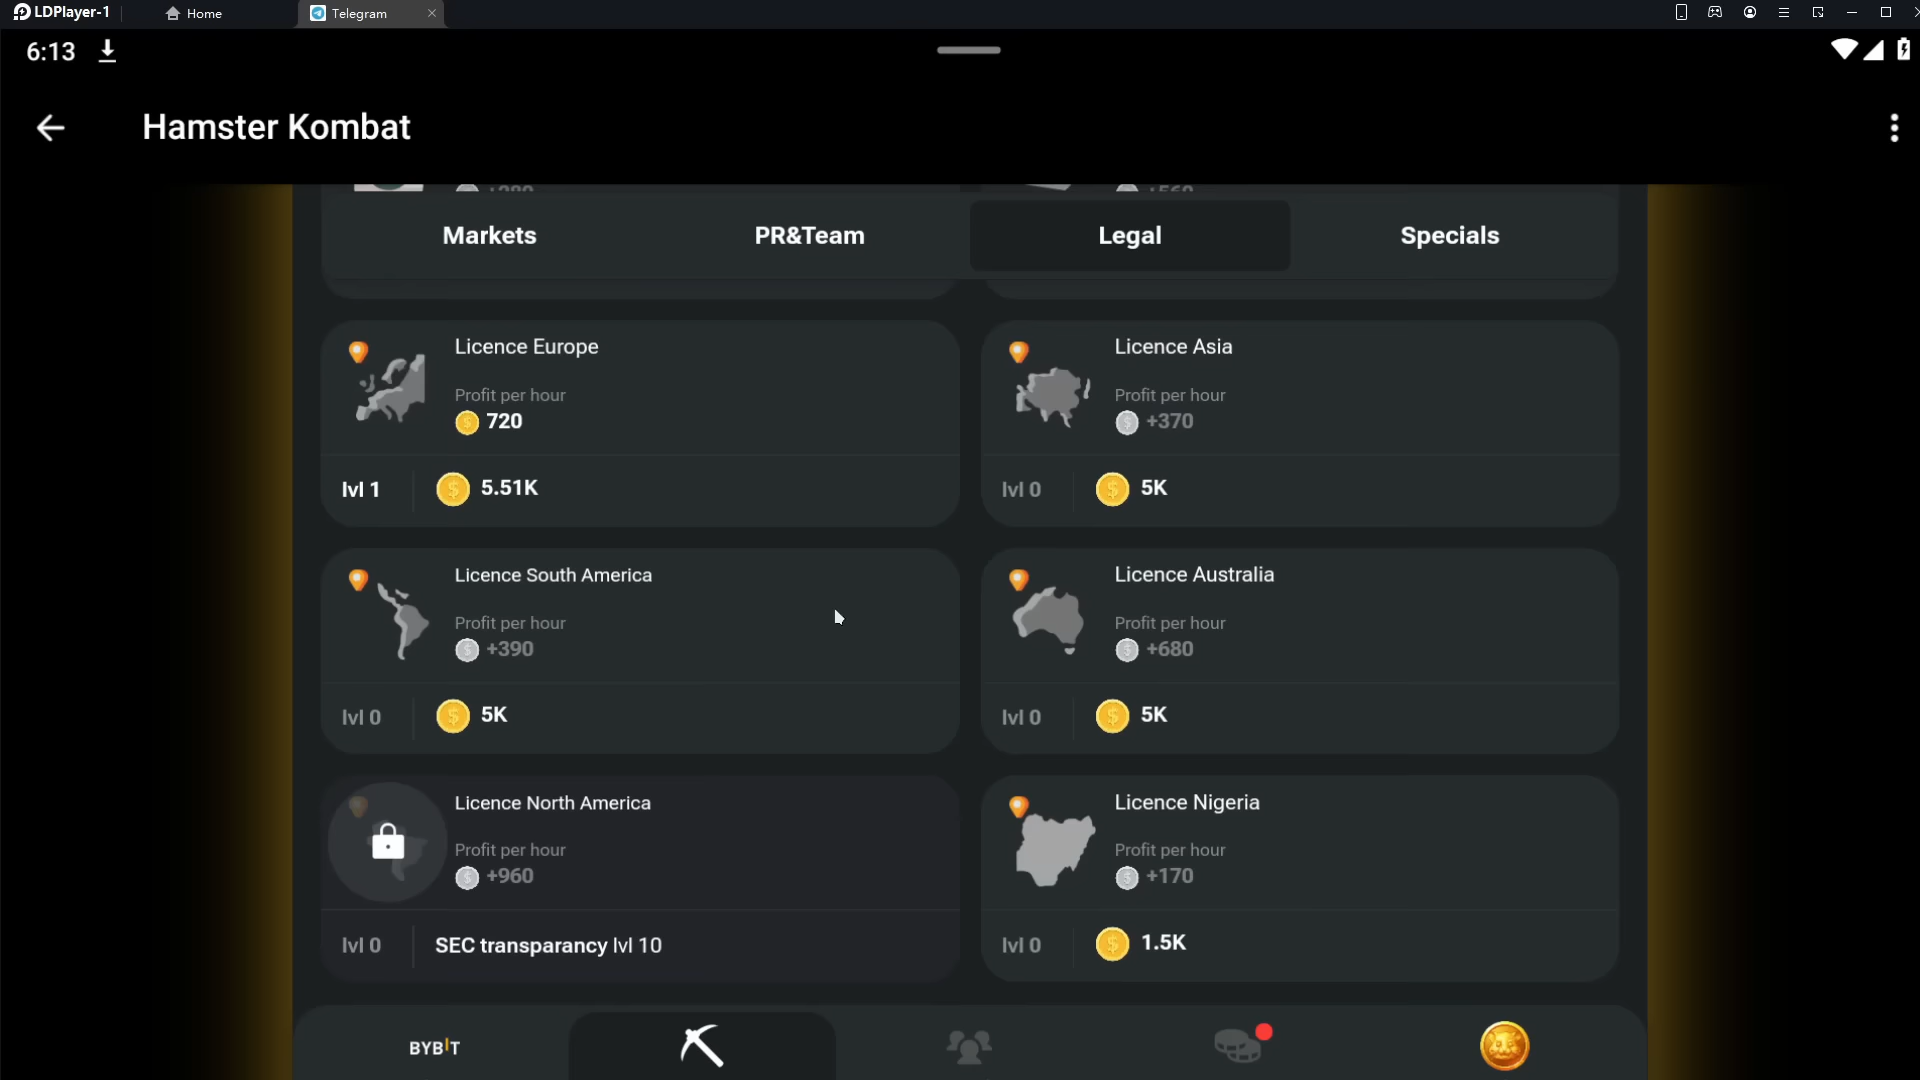 LDPlayer-1
Home
Telegram
6:13
Hamster Kombat
Markets
PR&Team
Legal
Specials
Licence Europe
Profit per hour
720
lvl 1
5.51K
Licence Asia
Profit per hour
+370
lvl 0
5K
Licence South America
Profit per hour
+390
lvl 0
5K
Licence Australia
Profit per hour
+680
lvl 0
5K
Licence North America
Profit per hour
+960
lvl 0
SEC transparancy lvl 10
Licence Nigeria
Profit per hour
+170
lvl 0
1.5K
BYBIT